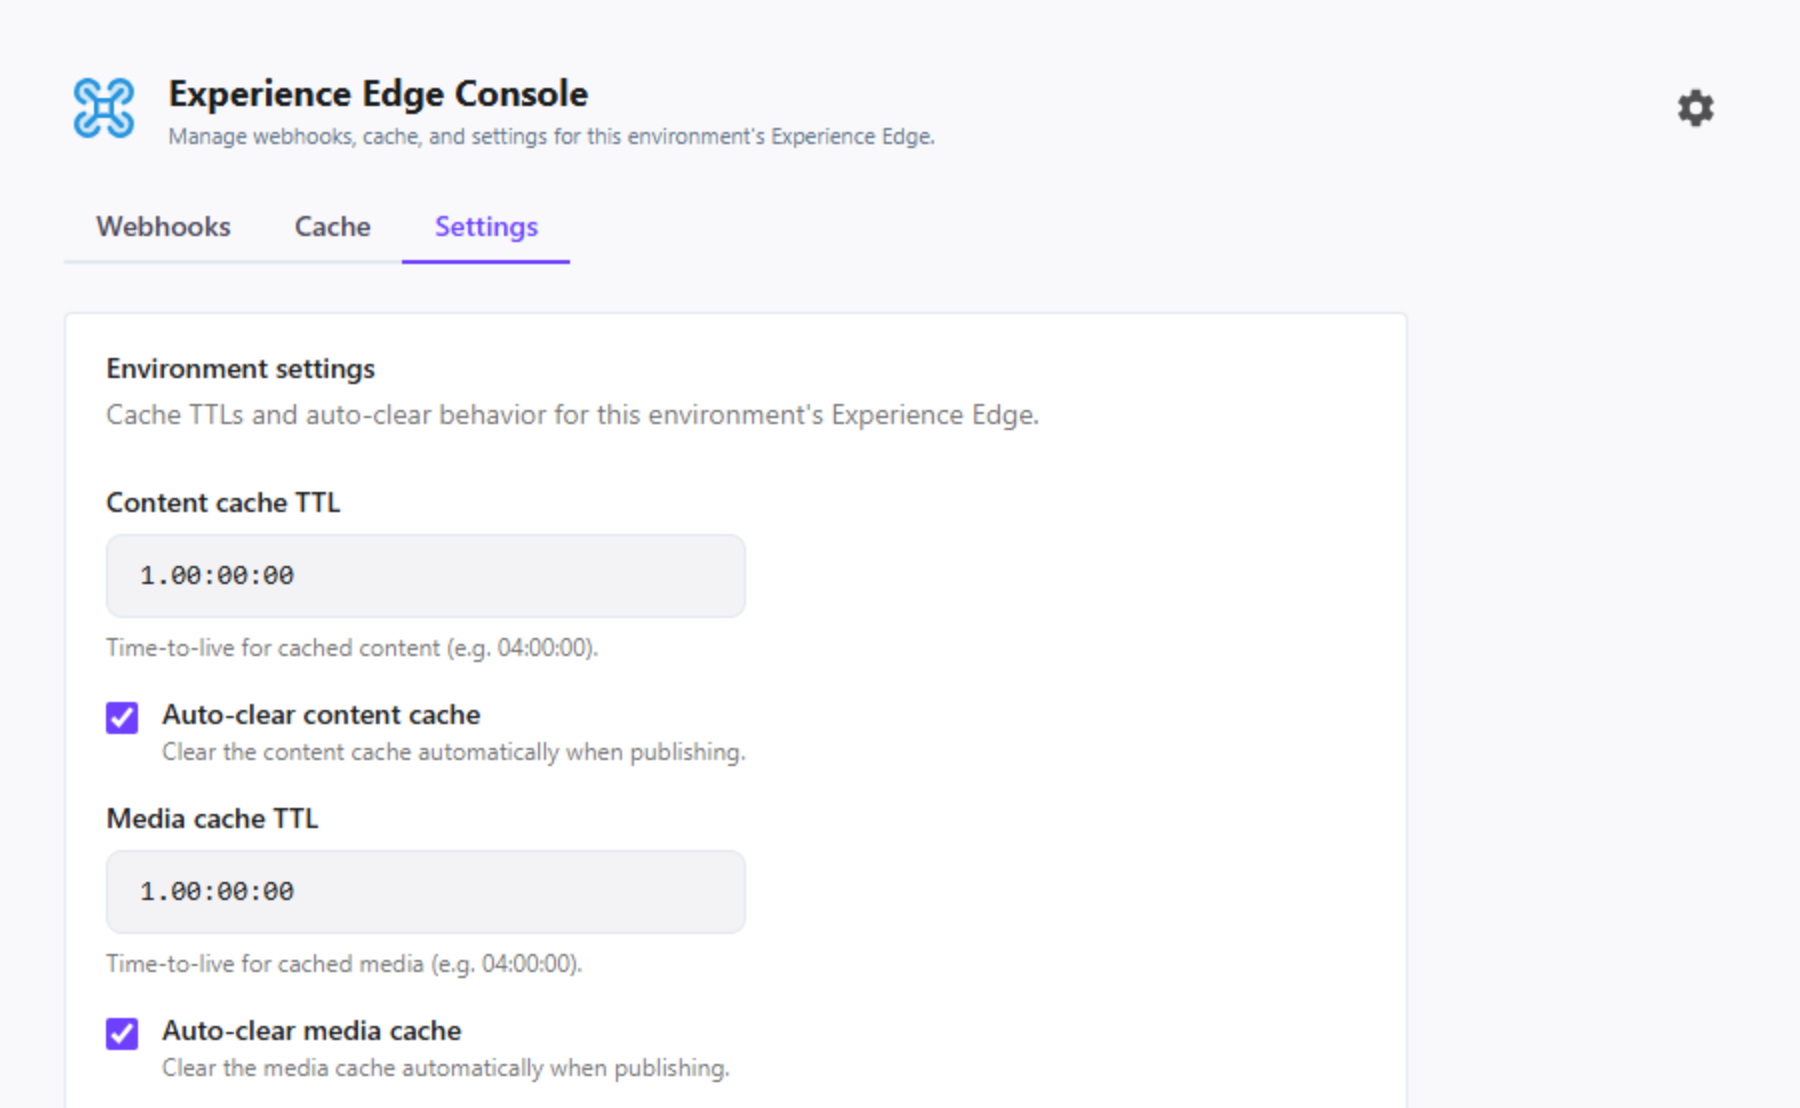 Experience Edge Console
Manage webhooks, cache, and settings for this environment's Experience Edge.
Webhooks Cache Settings
Environment settings
Cache TTLs and auto-clear behavior for this environment's Experience Edge.
Content cache TTL
1.00:00:00
Time-to-live for cached content (e.g. 04:00:00).
Auto-clear content cache
Clear the content cache automatically when publishing.
Media cache TTL
1.00:00:00
Time-to-live for cached media (e.g. 04:00:00).
Auto-clear media cache
Clear the media cache automatically when publishing.